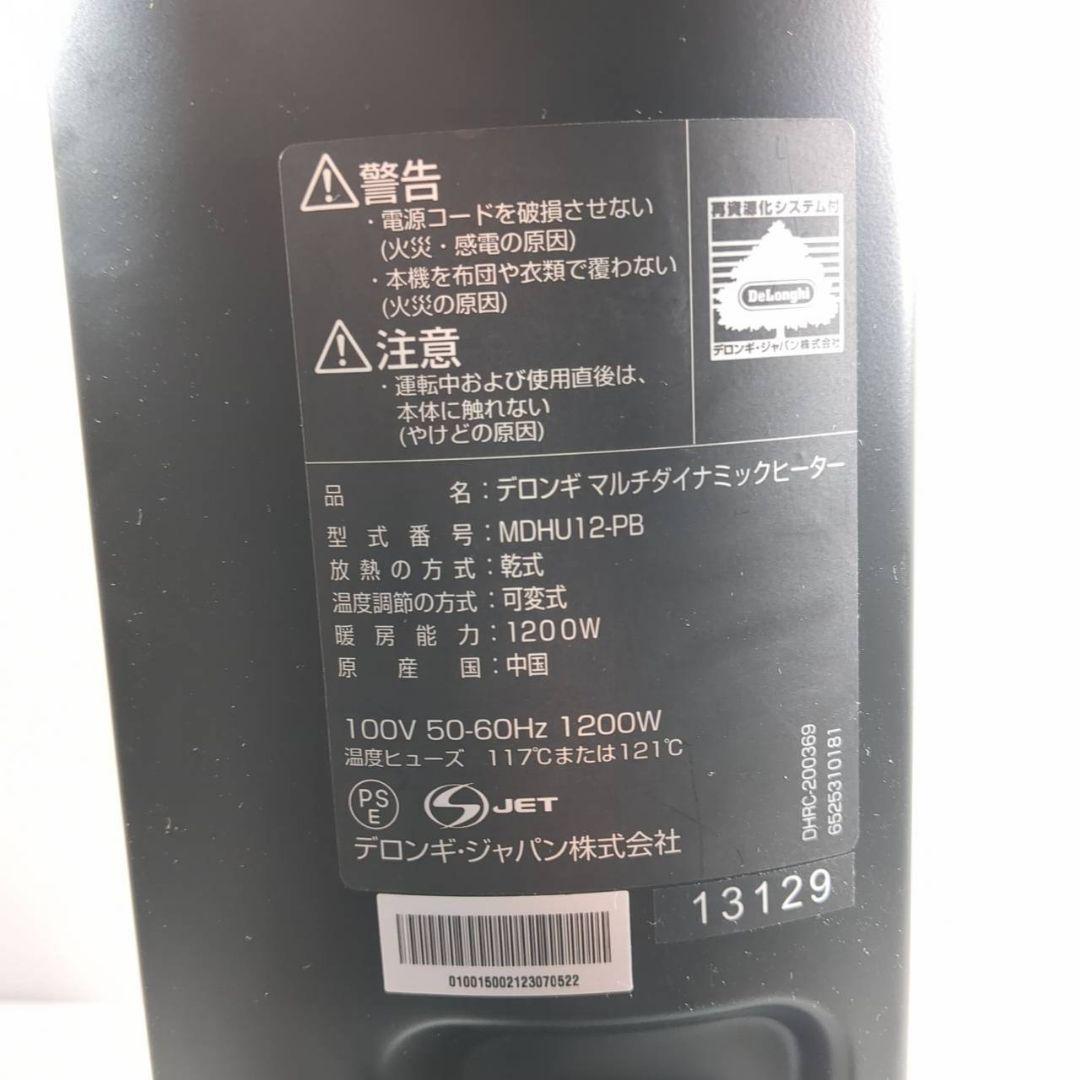 警告
・電源コードを破損させない
(火災・感電の原因)
・本機を布団や衣類で覆わない
(火災の原因)
注意
・運転中および使用直後は、
本体に触れない
(やけどの原因)
再資源化システム付
DeLonghi
デロンギ・ジャパン株式会社
品名：デロンギ マルチダイナミックヒーター
型式番号：MDHU12-PB
放熱の方式：乾式
温度調節の方式：可変式
暖房能力：1200W
原産国：中国
100V 50-60Hz 1200W
温度ヒューズ 117℃または121℃
PS
E
JET
デロンギ・ジャパン株式会社
DHRC-200369
6525310181
13129
010015002123070522